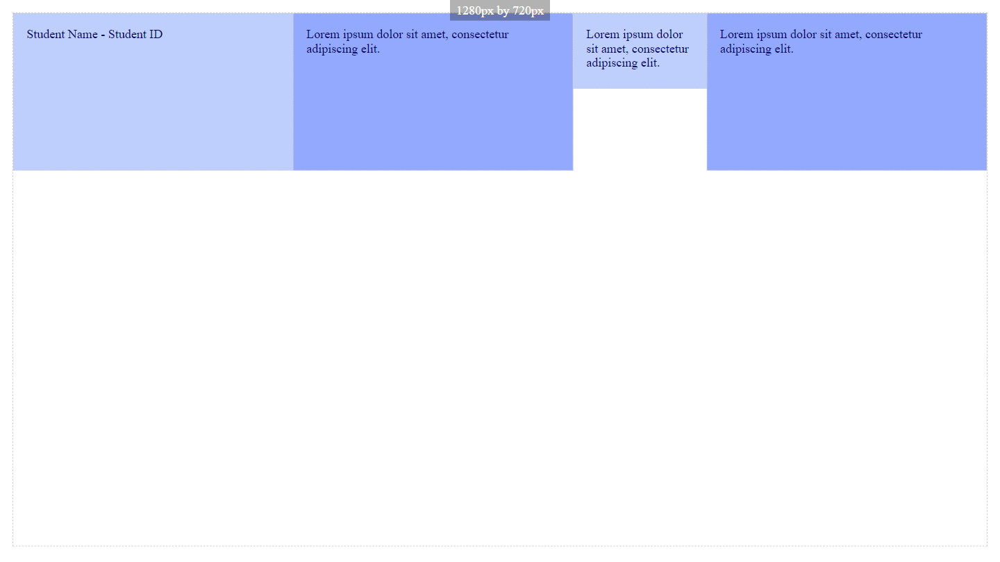 1280px by 720px
Student Name - Student ID
Lorem ipsum dolor sit amet, consectetur
adipiscing elit.
Lorem ipsum dolor
sit amet, consectetur
adipiscing elit.
Lorem ipsum dolor sit amet, consectetur
adipiscing elit.